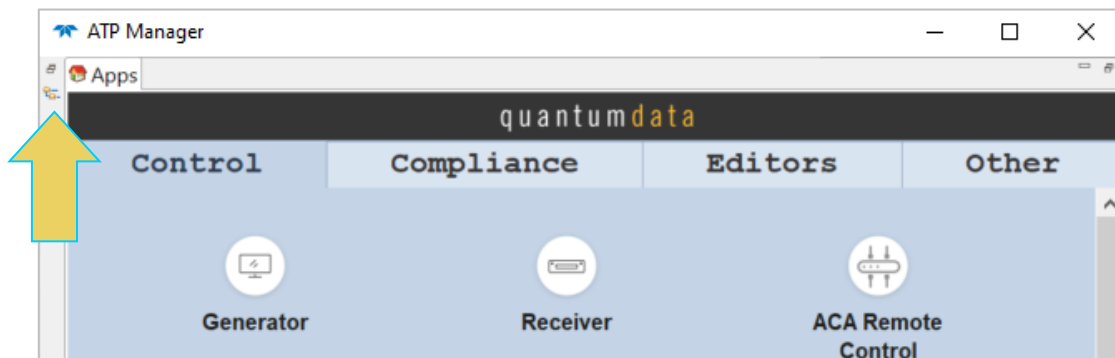 ATP Manager
Apps
quantumdata
Control Compliance Editors Other
Generator Receiver ACA Remote
Control